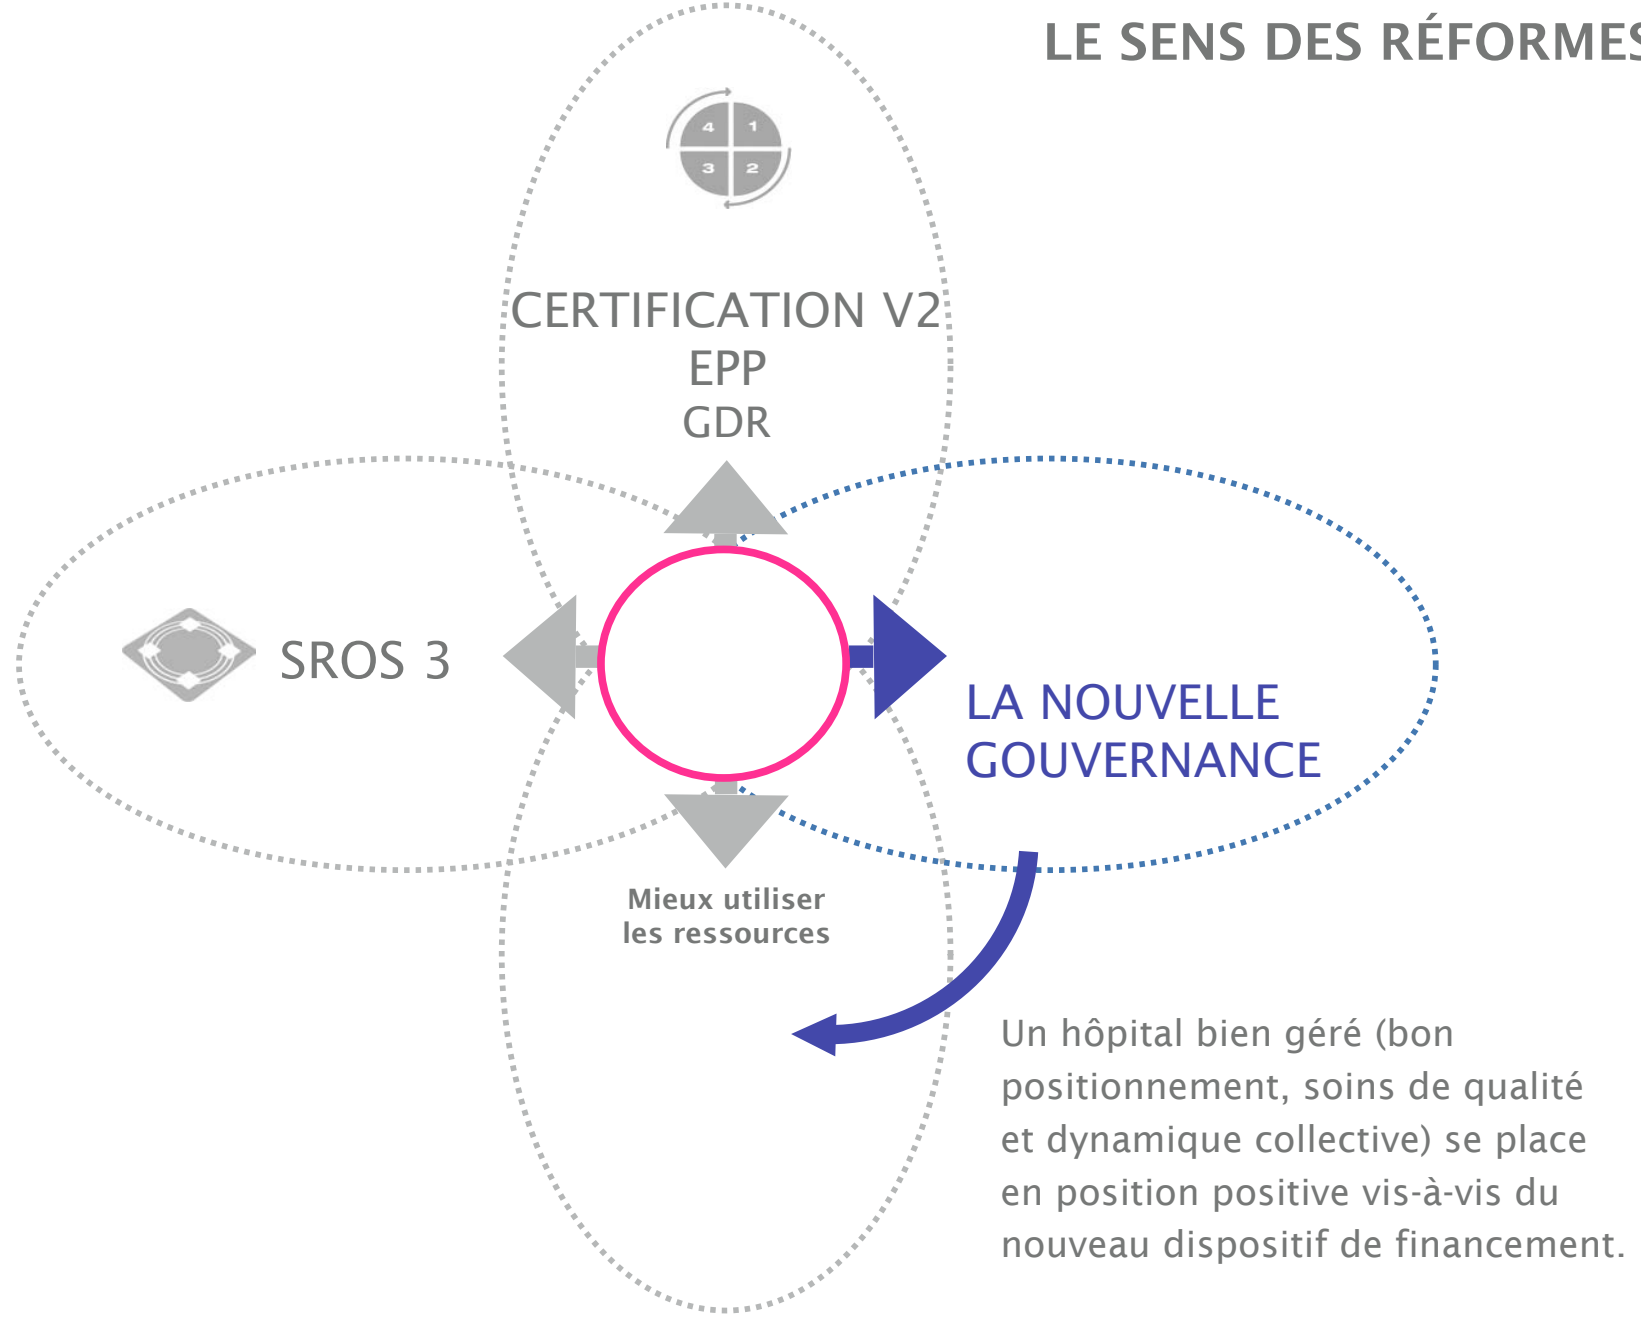 LE SENS DES RÉFORMES
4 1
3 2
CERTIFICATION V2
EPP
GDR
SROS 3
LA NOUVELLE
GOUVERNANCE
Mieux utiliser
les ressources
Un hôpital bien géré (bon
positionnement, soins de qualité
et dynamique collective) se place
en position positive vis-à-vis du
nouveau dispositif de financement.